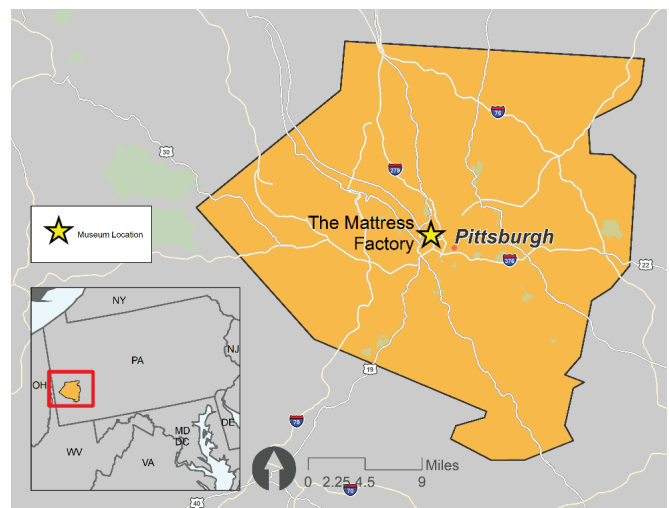 76
30
279
The Mattress
Factory
Pittsburgh
376
22
Museum Location
NY
PA
NJ
OH
MD
DC
DE
WV
VA
19
79
70
40
Miles
0 2.25 4.5 9